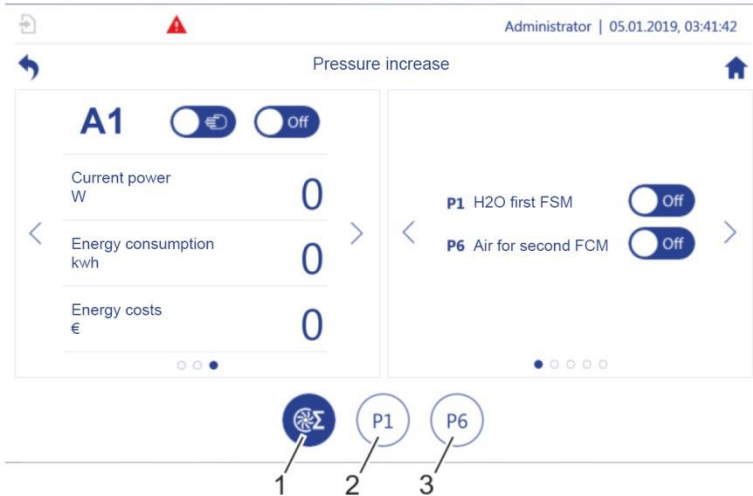 Administrator | 05.01.2019, 03:41:42
Pressure increase
A1 Off
Current power
W
0
Energy consumption
kwh
0
Energy costs
€
0
P1 H2O first FSM Off
P6 Air for second FCM Off
Σ P1 P6
1 2 3